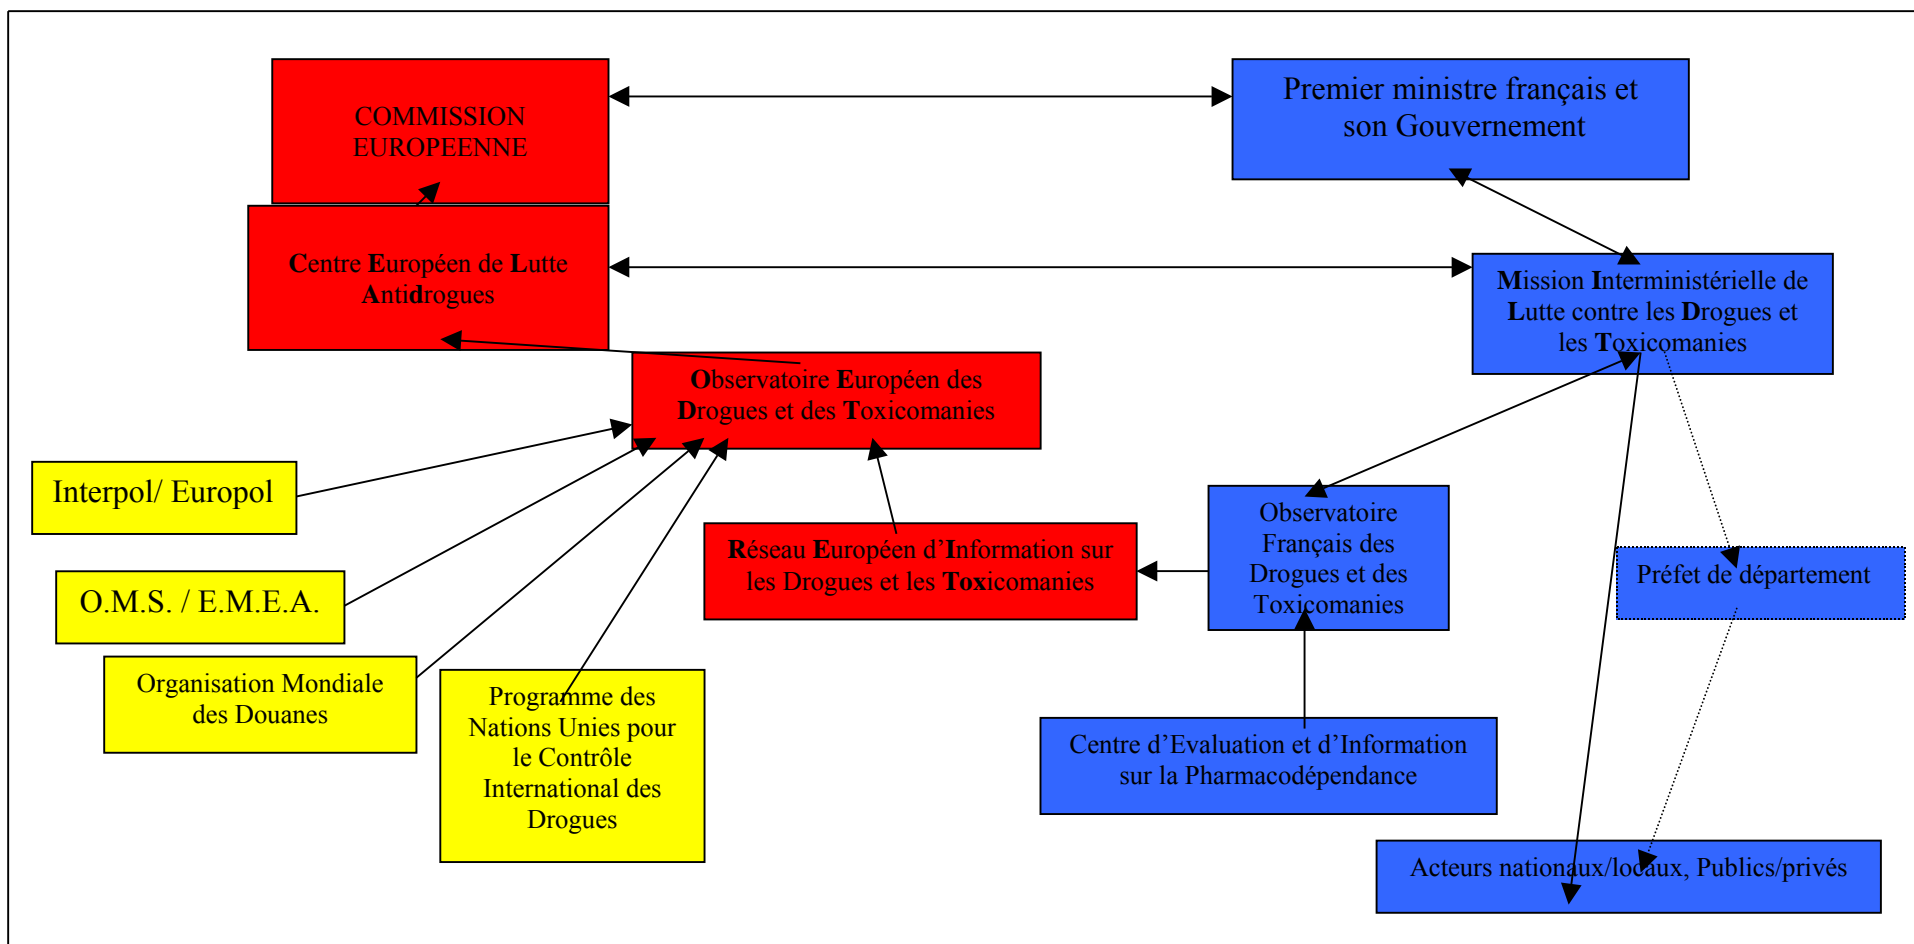 COMMISSION
EUROPEENNE
Premier ministre français et
son Gouvernement
Centre Européen de Lutte
Antidrogues
Mission Interministérielle de
Lutte contre les Drogues et
les Toxicomanies
Observatoire Européen des
Drogues et des Toxicomanies
Interpol/ Europol
Réseau Européen d’Information sur
les Drogues et les Toxicomanies
Observatoire
Français des
Drogues et des
Toxicomanies
Préfet de département
O.M.S. / E.M.E.A.
Organisation Mondiale
des Douanes
Programme des
Nations Unies pour
le Contrôle
International des
Drogues
Centre d’Evaluation et d’Information
sur la Pharmacodépendance
Acteurs nationaux/locaux, Publics/privés